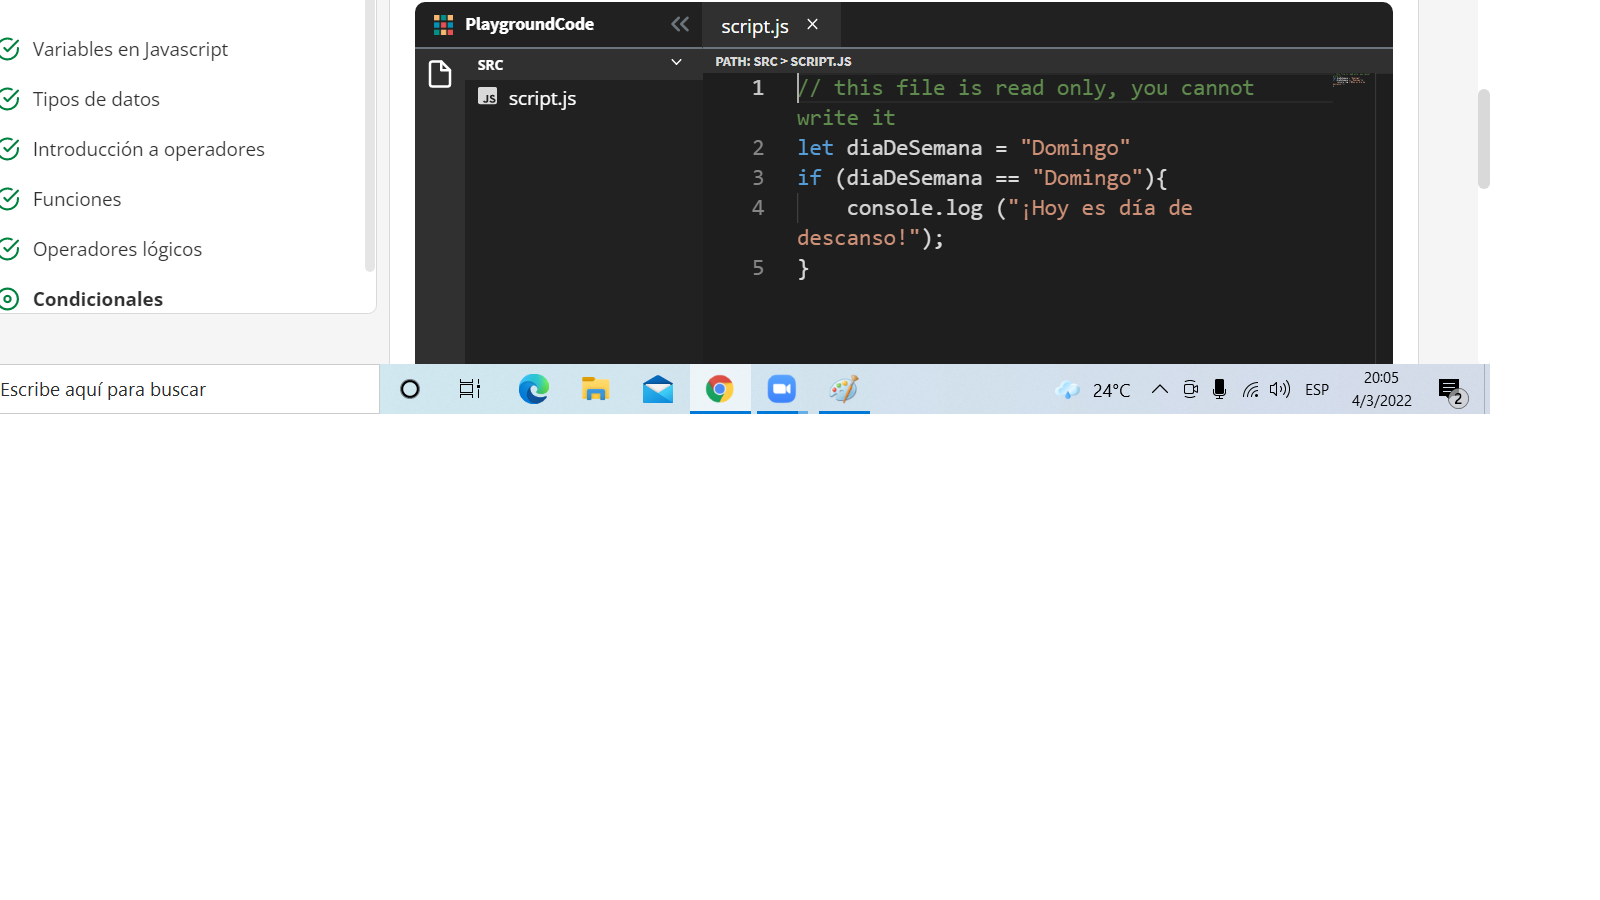 Variables en Javascript
Tipos de datos
Introducción a operadores
Funciones
Operadores lógicos
Condicionales
PlaygroundCode
script.js
SRC
JS script.js
PATH: SRC > SCRIPT.JS
1 // this file is read only, you cannot
write it
2 let diaDeSemana = "Domingo"
3 if (diaDeSemana == "Domingo"){
4 console.log ("¡Hoy es día de
descanso!");
5 }
Escribe aquí para buscar
24°C
ESP
20:05
4/3/2022
2